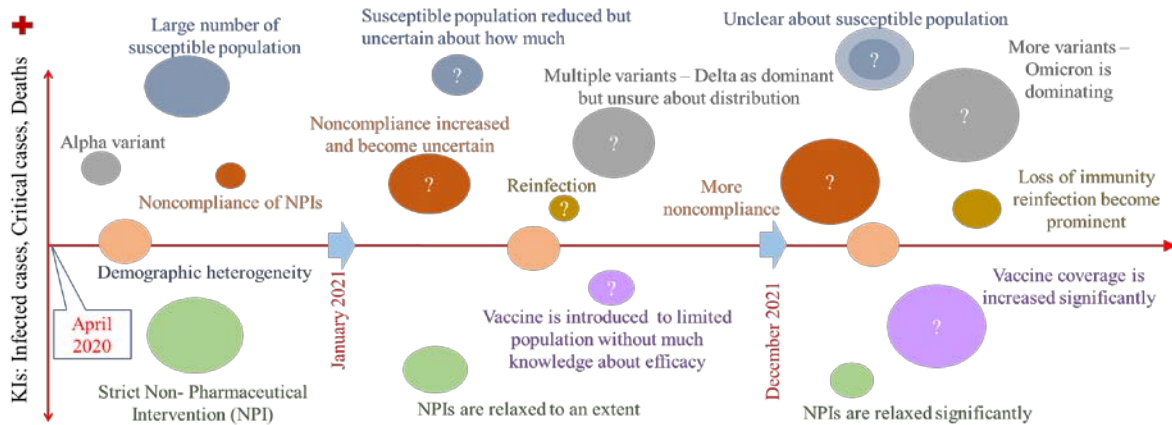 KIs: Infected cases, Critical cases, Deaths
Large number of
susceptible population
Alpha variant
Noncompliance of NPIs
Demographic heterogeneity
April
2020
Strict Non- Pharmaceutical
Intervention (NPI)
January 2021
Susceptible population reduced but
uncertain about how much
?
Multiple variants – Delta as dominant
but unsure about distribution
?
Noncompliance increased
and become uncertain
?
Reinfection
?
?
Vaccine is introduced to limited
population without much
knowledge about efficacy
NPIs are relaxed to an extent
December 2021
Unclear about susceptible population
?
More variants –
Omicron is
dominating
?
More
noncompliance
?
Loss of immunity
reinfection become
prominent
Vaccine coverage is
increased significantly
?
NPIs are relaxed significantly